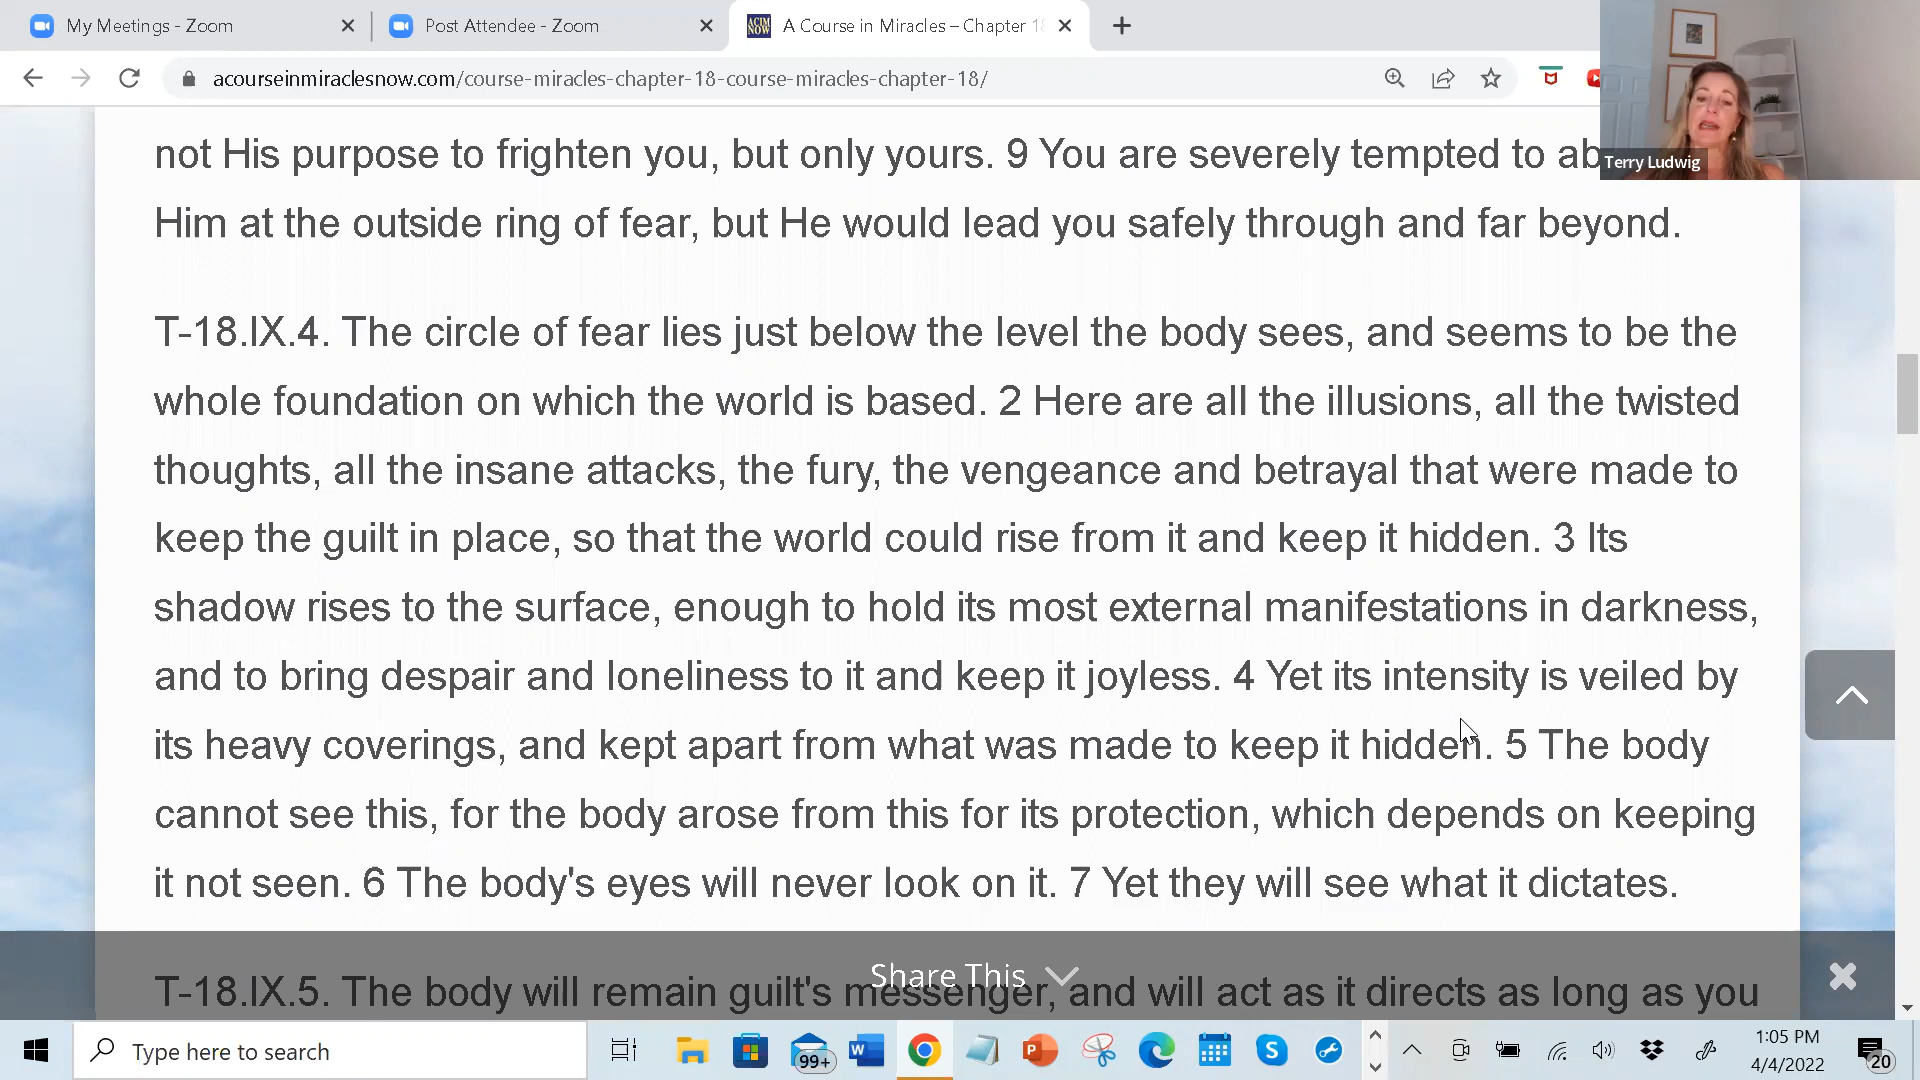 My Meetings - Zoom
Post Attendee - Zoom
ACIM NOW
A Course in Miracles – Chapter 18
acourseinmiraclesnow.com/course-miracles-chapter-18-course-miracles-chapter-18/
Terry Ludwig
not His purpose to frighten you, but only yours. 9 You are severely tempted to
Him at the outside ring of fear, but He would lead you safely through and far beyond.
T-18.IX.4. The circle of fear lies just below the level the body sees, and seems to be the
whole foundation on which the world is based. 2 Here are all the illusions, all the twisted
thoughts, all the insane attacks, the fury, the vengeance and betrayal that were made to
keep the guilt in place, so that the world could rise from it and keep it hidden. 3 Its
shadow rises to the surface, enough to hold its most external manifestations in darkness,
and to bring despair and loneliness to it and keep it joyless. 4 Yet its intensity is veiled by
its heavy coverings, and kept apart from what was made to keep it hidden. 5 The body
cannot see this, for the body arose from this for its protection, which depends on keeping
it not seen. 6 The body's eyes will never look on it. 7 Yet they will see what it dictates.
Share This
T-18.IX.5. The body will remain guilt's messenger, and will act as it directs as long as you
Type here to search
99+
1:05 PM
4/4/2022
20